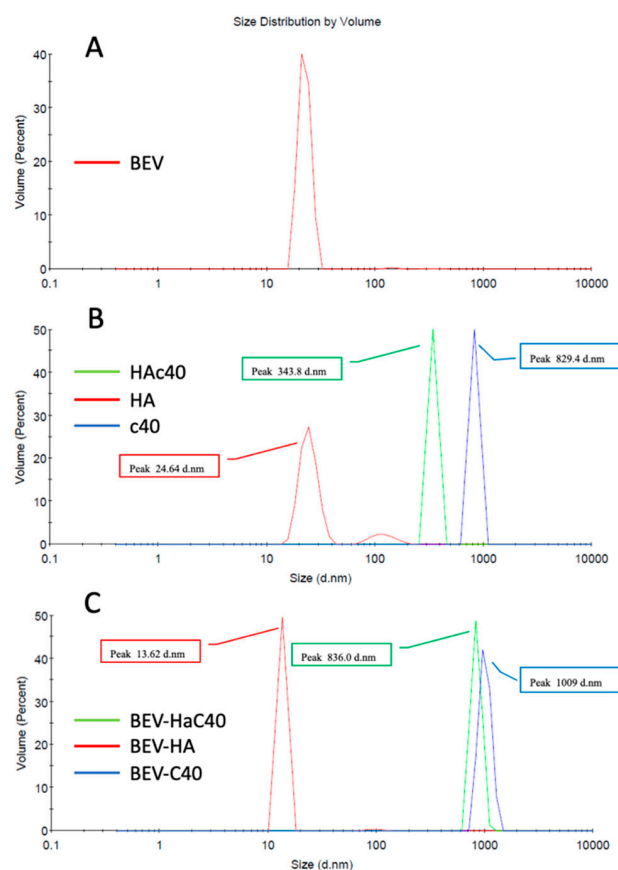 Size Distribution by Volume
A
40
30
20
10
0
Volume (Percent)
BEV
0.1 1 10 100 1000 10000
B
50
40
30
20
10
0
Volume (Percent)
Peak 343.8 d.nm
Peak 829.4 d.nm
HAc40
HA
c40
Peak 24.64 d.nm
0.1 1 10 100 1000 10000
Size (d.nm)
C
50
40
30
20
10
0
Volume (Percent)
Peak 13.62 d.nm
Peak 836.0 d.nm
Peak 1009 d.nm
BEV-HaC40
BEV-HA
BEV-C40
0.1 1 10 100 1000 10000
Size (d.nm)